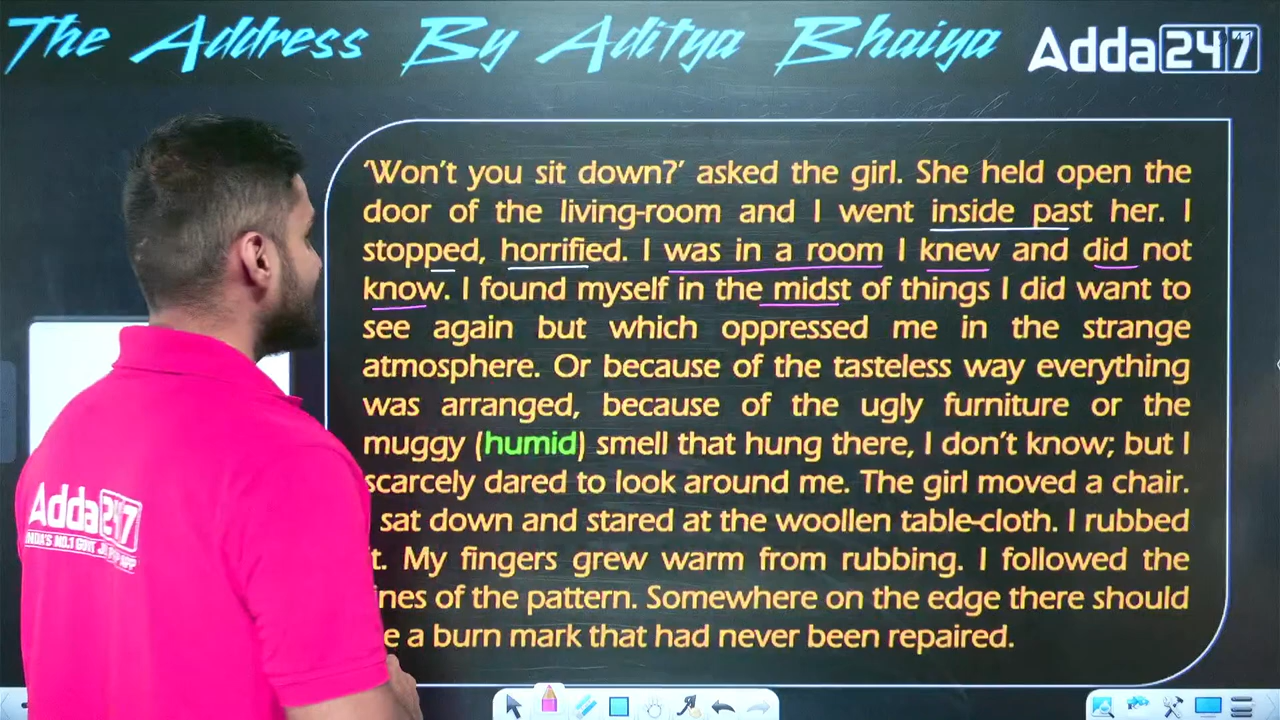 The Address By Aditya Bhaiya
Adda247
‘Won’t you sit down?’ asked the girl. She held open the
door of the living-room and I went inside past her. I
stopped, horrified. I was in a room I knew and did not
know. I found myself in the midst of things I did want to
see again but which oppressed me in the strange
atmosphere. Or because of the tasteless way everything
was arranged, because of the ugly furniture or the
muggy (humid) smell that hung there, I don’t know; but I
scarcely dared to look around me. The girl moved a chair.
sat down and stared at the woollen table-cloth. I rubbed
t. My fingers grew warm from rubbing. I followed the
ines of the pattern. Somewhere on the edge there should
e a burn mark that had never been repaired.
Adda247